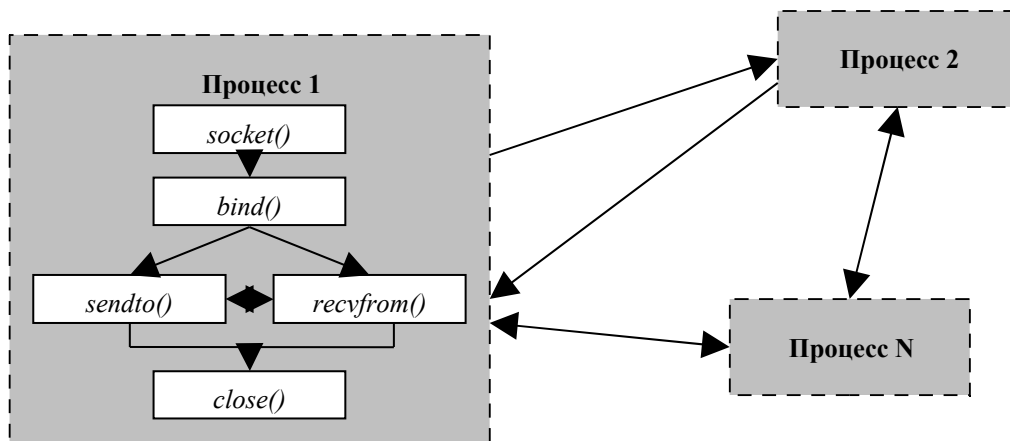 Процесс 1
socket()
bind()
sendto()
recvfrom()
close()
Процесс 2
Процесс N